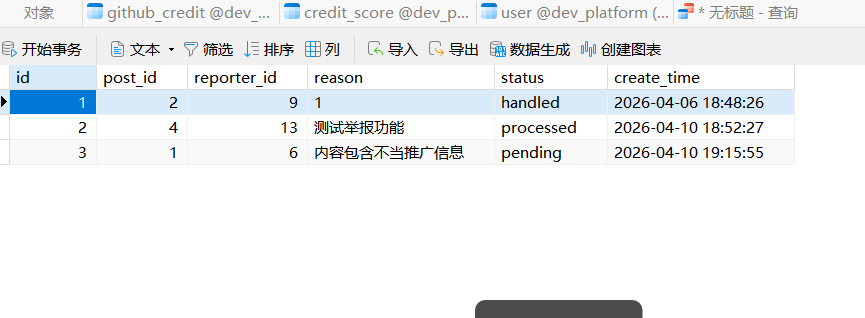 对象 github_credit @dev_... credit_score @dev_p... user @dev_platform (... * 无标题 - 查询
开始事务 文本 筛选 排序 列 导入 导出 数据生成 创建图表
id post_id reporter_id reason status create_time
1 2 9 1 handled 2026-04-06 18:48:26
2 4 13 测试举报功能 processed 2026-04-10 18:52:27
3 1 6 内容包含不当推广信息 pending 2026-04-10 19:15:55